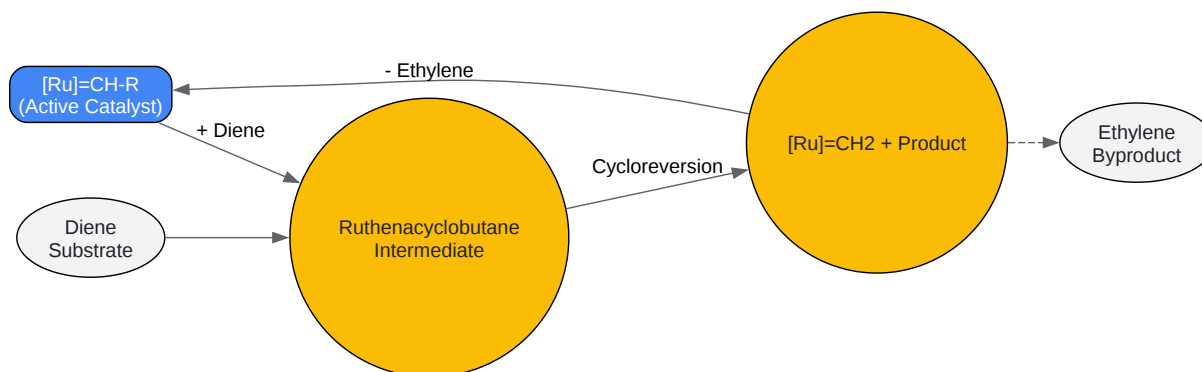 - Ethylene
[Ru]=CH-R
(Active Catalyst)
+ Diene
Diene
Substrate
Ruthenacyclobutane
Intermediate
Cycloreversion
[Ru]=CH2 + Product
Ethylene
Byproduct